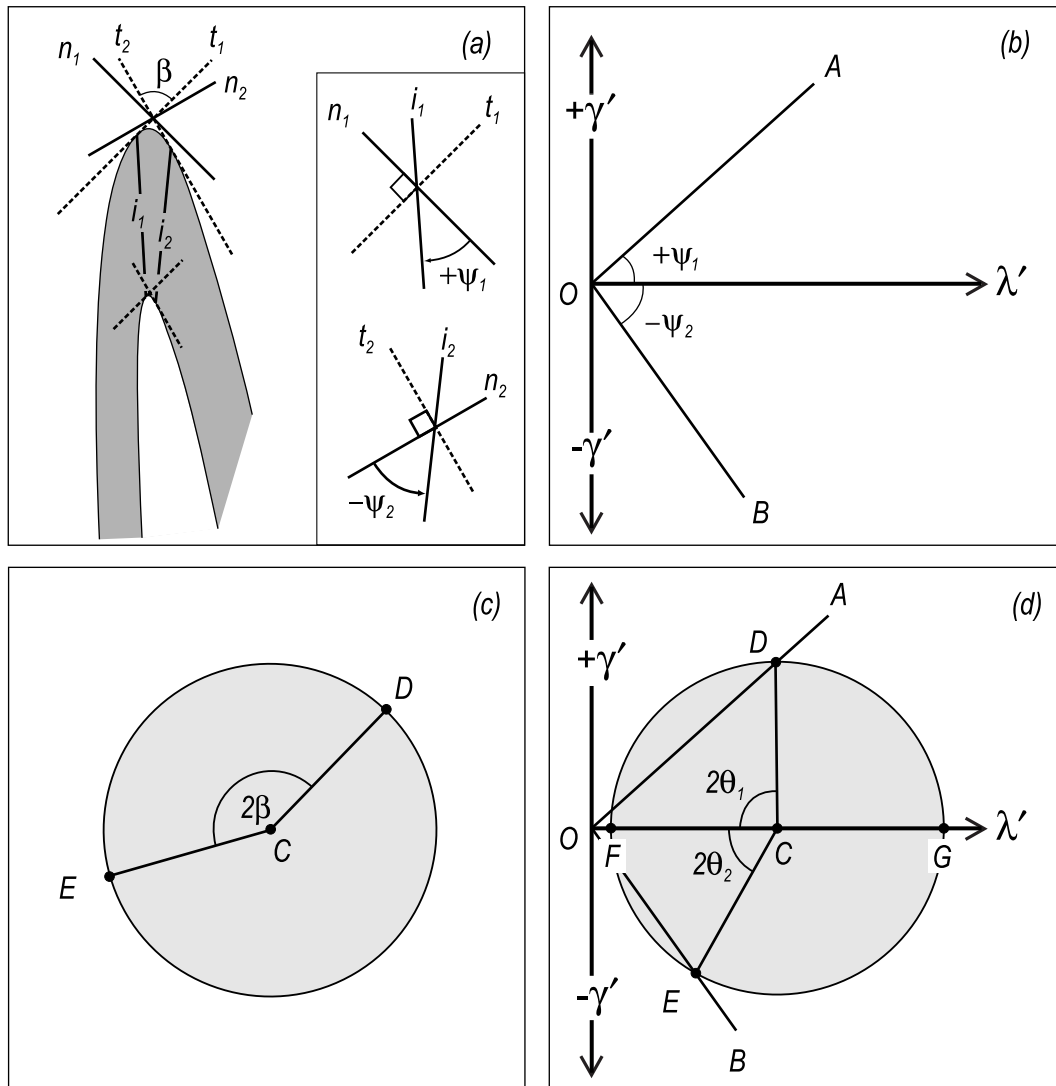 (a)
t₂ t₁
n₁ β n₂
i₁ i₂
n₁ i₁ t₁
+ψ₁
t₂ i₂ n₂
−ψ₂
(b)
+γ′
A
+ψ₁
O λ′
−ψ₂
-γ′
B
(c)
D
2β
C
E
(d)
A
+γ′ D
2θ₁
O λ′
F C G
2θ₂
-γ′
E
B